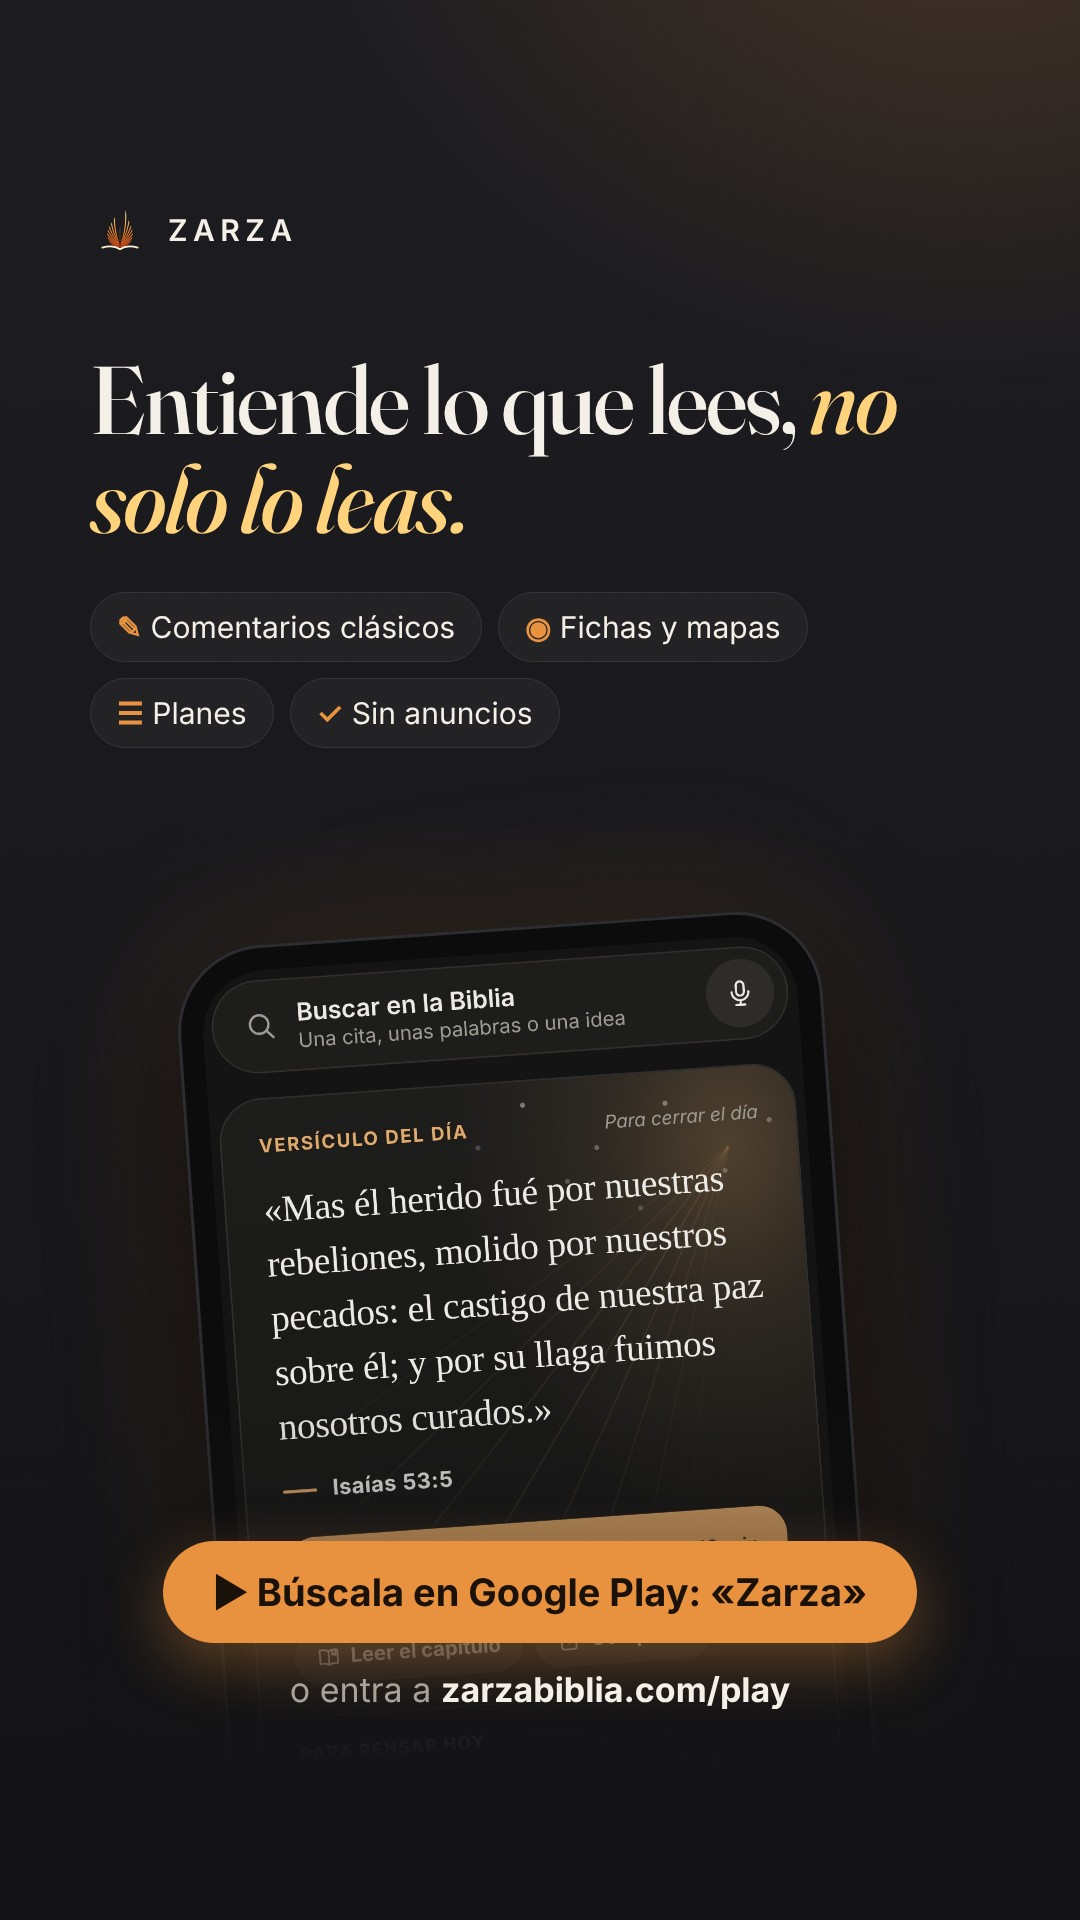 ZARZA
Entiende lo que lees, no
solo lo leas.
✎ Comentarios clásicos
◉ Fichas y mapas
☰ Planes
✓ Sin anuncios
Buscar en la Biblia
Una cita, unas palabras o una idea
VERSÍCULO DEL DÍA
Para cerrar el día
«Mas él herido fué por nuestras
rebeliones, molido por nuestros
pecados: el castigo de nuestra paz
sobre él; y por su llaga fuimos
nosotros curados.»
Isaías 53:5
▶ Búscala en Google Play: «Zarza»
Leer el capítulo
o entra a zarzabiblia.com/play
PARA PENSAR HOY